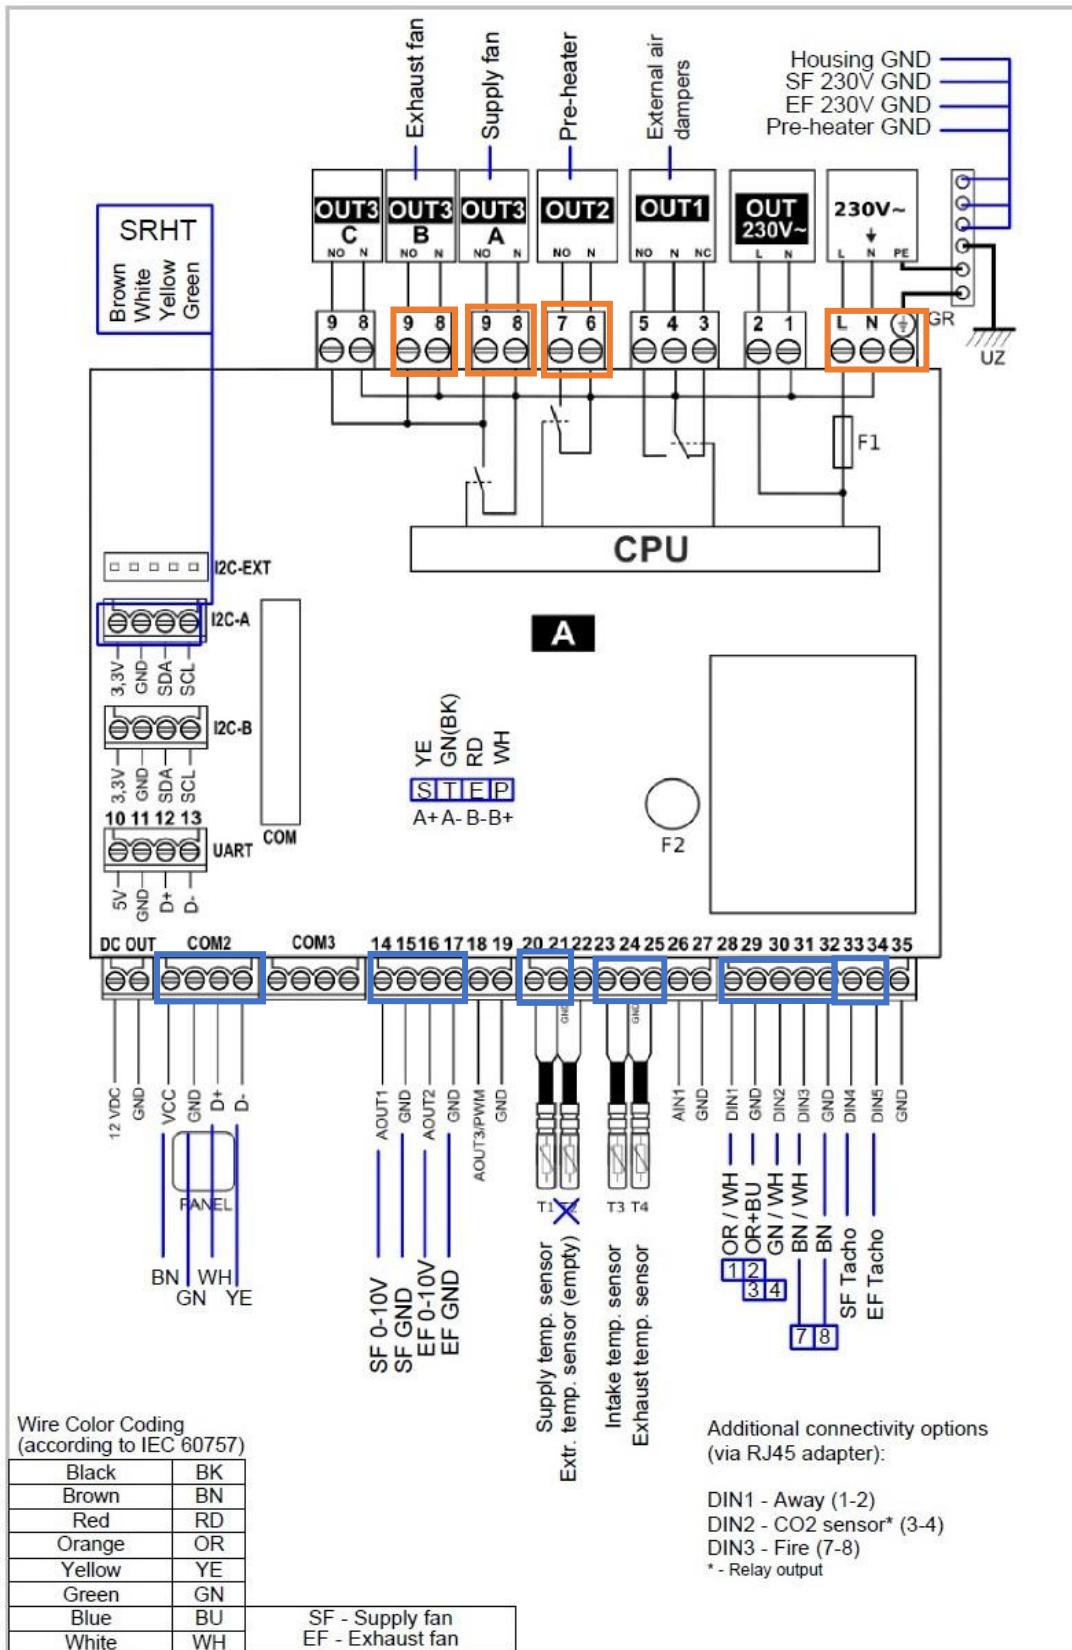 Exhaust fan
Supply fan
Pre-heater
External air
dampers
Housing GND
SF 230V GND
EF 230V GND
Pre-heater GND
SRHT
Brown
White
Yellow
Green
OUT3
C
NO N
OUT3
B
NO N
OUT3
A
NO N
OUT2
NO N
OUT1
NO N NC
OUT
230V~
L N
230V~
L N PE
9 8
9 8
9 8
7 6
5 4 3
2 1
L N
GR
UZ
F1
CPU
I2C-EXT
I2C-A
3,3V
GND
SDA
SCL
A
I2C-B
3,3V
GND
SDA
SCL
YE
GN(BK)
RD
WH
S T E P
A+ A- B- B+
10 11 12 13
UART
5V
GND
D+
D-
COM
F2
DC OUT
COM2
COM3
14 15 16 17 18 19 20 21 22 23 24 25 26 27 28 29 30 31 32 33 34 35
12 VDC
GND
VCC
GND
D+
D-
PANEL
BN
GN
WH
YE
AOUT1
GND
AOUT2
GND
AOUT3/PWM
GND
SF 0-10V
SF GND
EF 0-10V
EF GND
GND
GND
T1 T2
T3 T4
Supply temp. sensor
Extr. temp. sensor (empty)
Intake temp. sensor
Exhaust temp. sensor
AIN1
GND
DIN1
GND
DIN2
DIN3
GND
DIN4
DIN5
GND
OR / WH
OR+BU
GN / WH
BN / WH
BN
SF Tacho
EF Tacho
1 2
3 4
7 8
Wire Color Coding
(according to IEC 60757)
Black BK
Brown BN
Red RD
Orange OR
Yellow YE
Green GN
Blue BU
White WH
SF - Supply fan
EF - Exhaust fan
Additional connectivity options
(via RJ45 adapter):
DIN1 - Away (1-2)
DIN2 - CO2 sensor* (3-4)
DIN3 - Fire (7-8)
* - Relay output